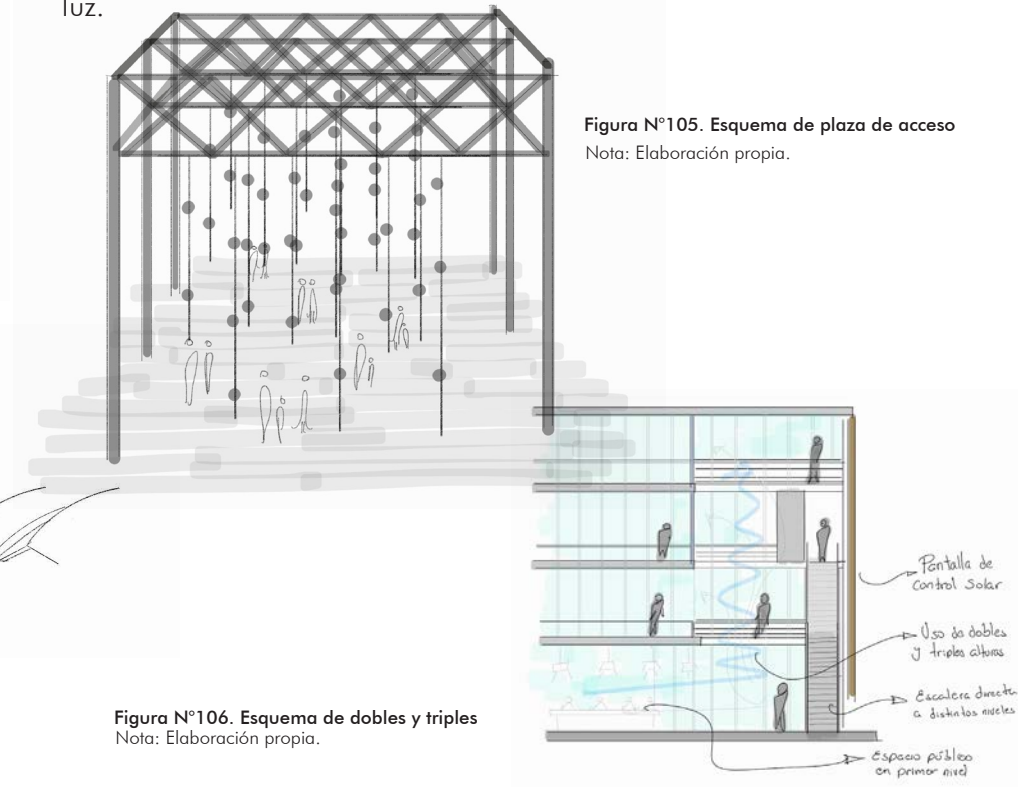 luz.
Figura N°105. Esquema de plaza de acceso
Nota: Elaboración propia.
Pantalla de
control solar
Uso de dobles
y triples alturas
Escalera directa
a distintos niveles
Espacio público
en primer nivel
Figura N°106. Esquema de dobles y triples
Nota: Elaboración propia.